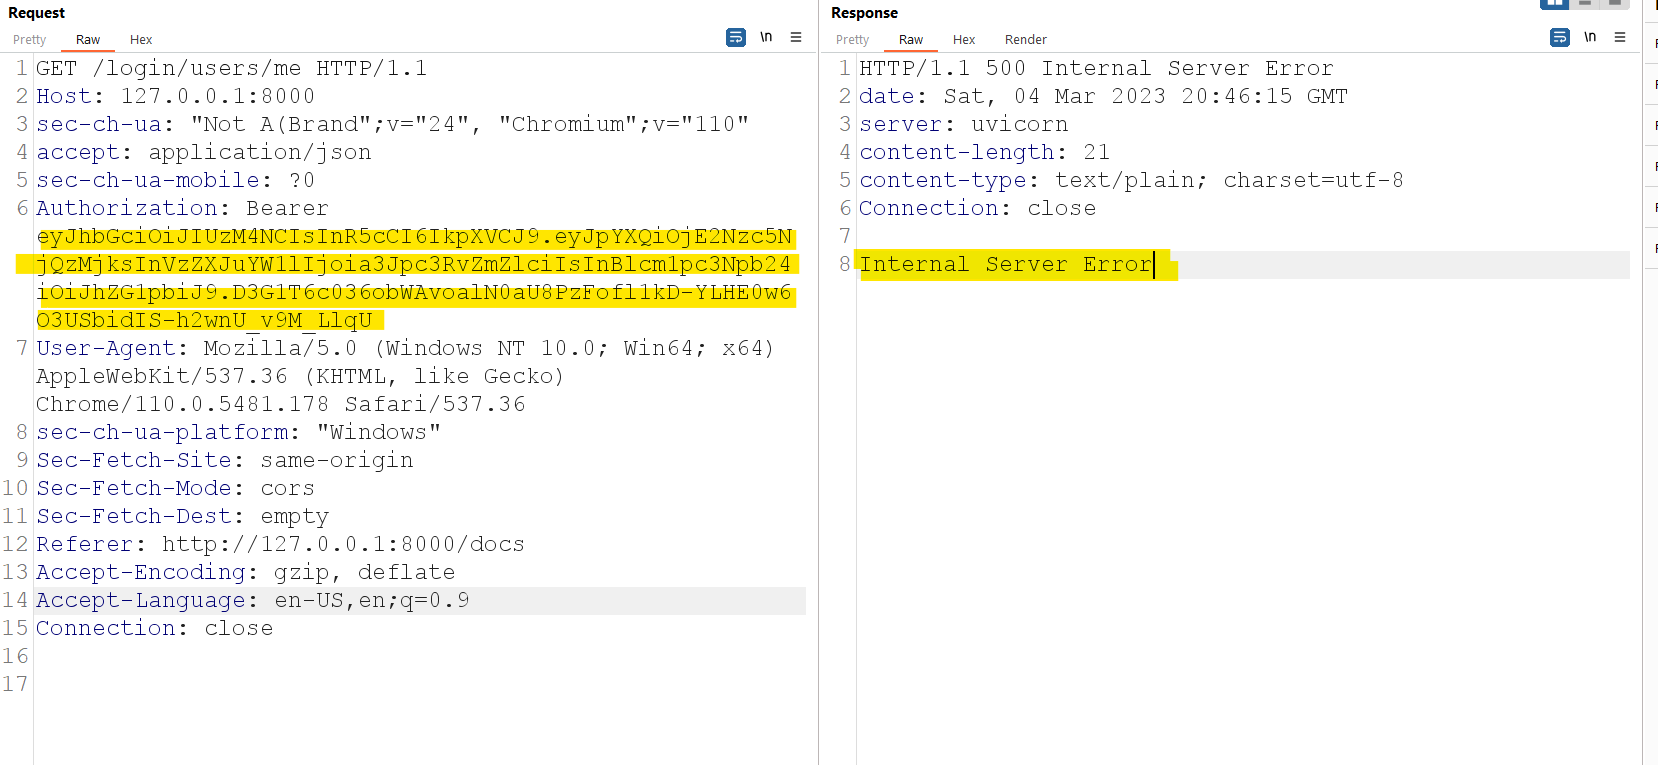 Request
Pretty Raw Hex
\n
1 GET /login/users/me HTTP/1.1
2 Host: 127.0.0.1:8000
3 sec-ch-ua: "Not A(Brand";v="24", "Chromium";v="110"
4 accept: application/json
5 sec-ch-ua-mobile: ?0
6 Authorization: Bearer
eyJhbGciOiJIUzM4NCIsInR5cCI6IkpXVCJ9.eyJpYXQiOjE2Nzc5N
jQzMjksInVzZXJuYW1lIjoia3Jpc3RvZmZlciIsInBlcm1pc3Npb24
iOiJhZG1pbiJ9.D3G1T6c036obWAvoalN0aU8PzFofl1kD-YLHE0w6
O3USbidIS-h2wnU_v9M_LlqU
7 User-Agent: Mozilla/5.0 (Windows NT 10.0; Win64; x64)
AppleWebKit/537.36 (KHTML, like Gecko)
Chrome/110.0.5481.178 Safari/537.36
8 sec-ch-ua-platform: "Windows"
9 Sec-Fetch-Site: same-origin
10 Sec-Fetch-Mode: cors
11 Sec-Fetch-Dest: empty
12 Referer: http://127.0.0.1:8000/docs
13 Accept-Encoding: gzip, deflate
14 Accept-Language: en-US,en;q=0.9
15 Connection: close
16
17
Response
Pretty Raw Hex Render
\n
1 HTTP/1.1 500 Internal Server Error
2 date: Sat, 04 Mar 2023 20:46:15 GMT
3 server: uvicorn
4 content-length: 21
5 content-type: text/plain; charset=utf-8
6 Connection: close
7
8 Internal Server Error